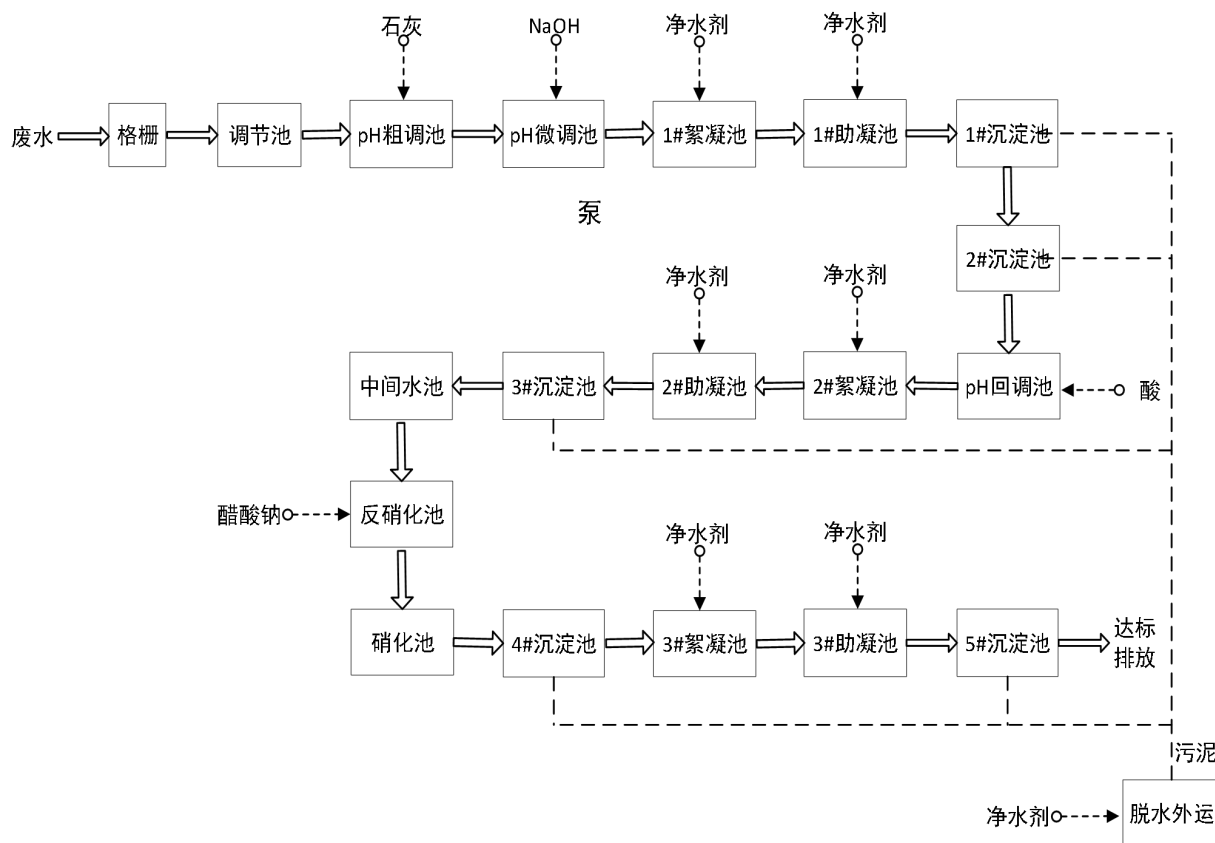 石灰
NaOH
净水剂
净水剂
废水
格栅
调节池
pH粗调池
pH微调池
1#絮凝池
1#助凝池
1#沉淀池
泵
2#沉淀池
净水剂
净水剂
中间水池
3#沉淀池
2#助凝池
2#絮凝池
pH回调池
酸
醋酸钠
反硝化池
净水剂
净水剂
硝化池
4#沉淀池
3#絮凝池
3#助凝池
5#沉淀池
达标
排放
污泥
净水剂
脱水外运